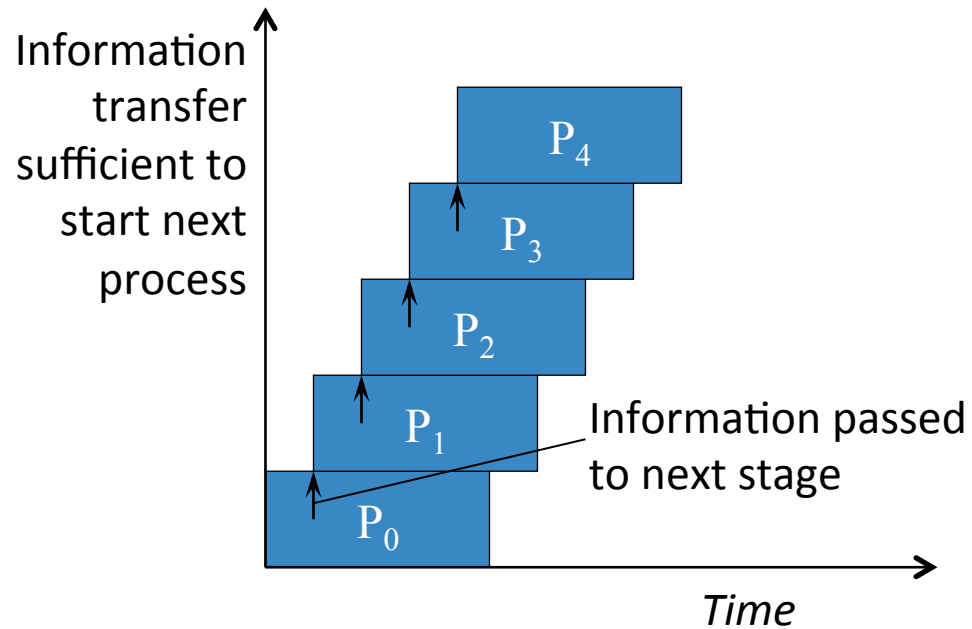 Information
transfer
sufficient to
start next
process
P₄
P₃
P₂
P₁
P₀
Information passed
to next stage
Time